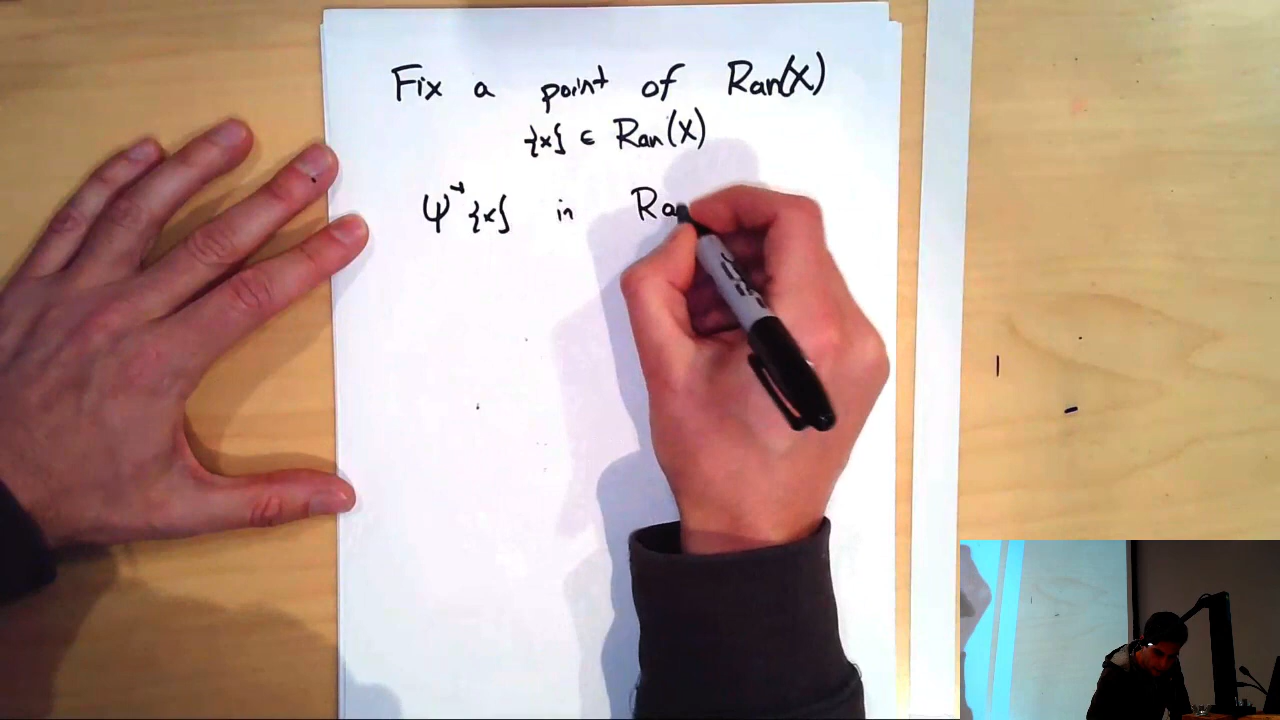 Fix a point of Ran(X)
{x} ∈ Ran(X)
ψ⁻¹{x} in Ra